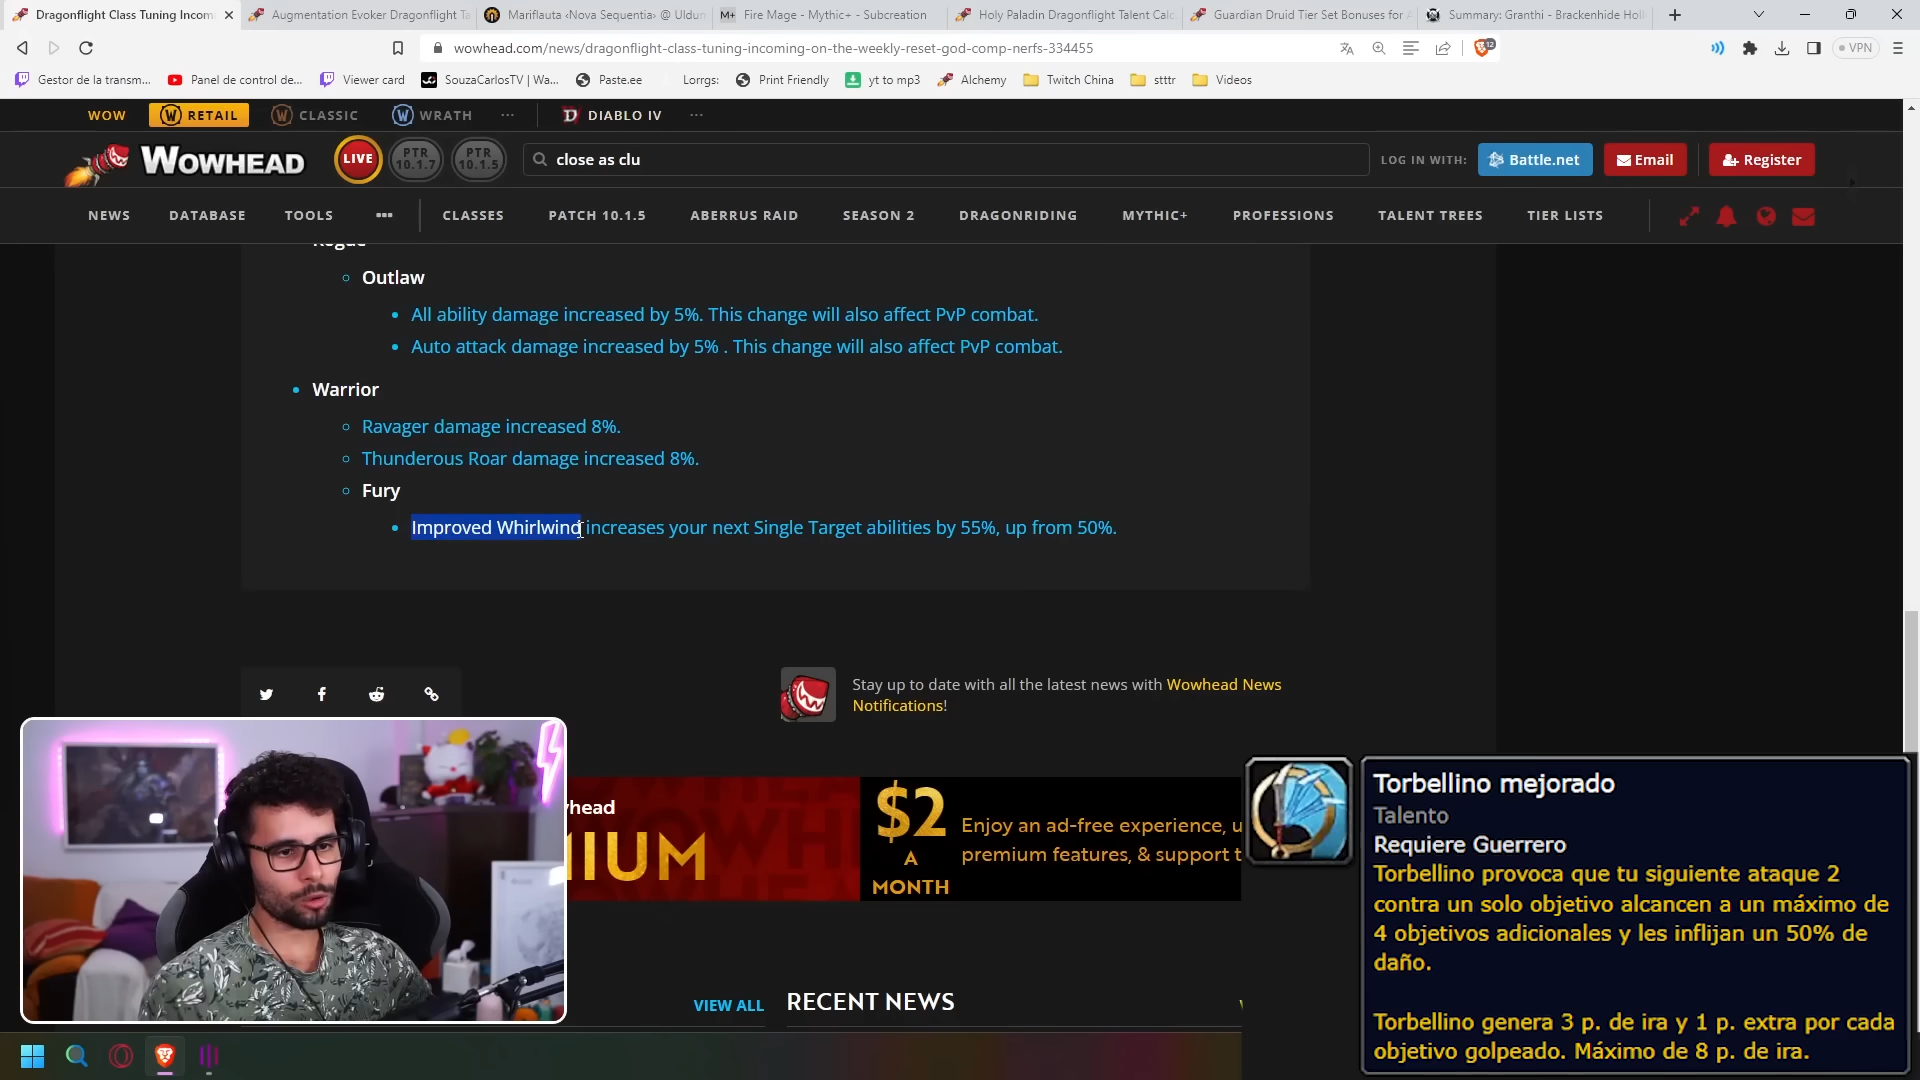 Dragonflight Class Tuning Incom
Augmentation Evoker Dragonflight Ta
Mariflauta <Nova Sequentia> @ Uldum
Fire Mage - Mythic+ - Subcreation
Holy Paladin Dragonflight Talent Calc
Guardian Druid Tier Set Bonuses for
Summary: Granthi - Brackenhide Holl
wowhead.com/news/dragonflight-class-tuning-incoming-on-the-weekly-reset-god-comp-nerfs-334455
12
VPN
Gestor de la transm...
Panel de control de...
Viewer card
SouzaCarlosTV | Wa...
Paste.ee
Lorrgs:
Print Friendly
yt to mp3
Alchemy
Twitch China
stttr
Videos
WOW
RETAIL
CLASSIC
WRATH
DIABLO IV
WOWHEAD
LIVE
PTR 10.1.7
PTR 10.1.5
close as clu
LOG IN WITH:
Battle.net
Email
Register
NEWS
DATABASE
TOOLS
CLASSES
PATCH 10.1.5
ABERRUS RAID
SEASON 2
DRAGONRIDING
MYTHIC+
PROFESSIONS
TALENT TREES
TIER LISTS
Rogue
Outlaw
All ability damage increased by 5%. This change will also affect PvP combat.
Auto attack damage increased by 5% . This change will also affect PvP combat.
Warrior
Ravager damage increased 8%.
Thunderous Roar damage increased 8%.
Fury
Improved Whirlwind increases your next Single Target abilities by 55%, up from 50%.
Stay up to date with all the latest news with Wowhead News
Notifications!
whead
IUM
$2
A
MONTH
Enjoy an ad-free experience, u
premium features, & support t
VIEW ALL
RECENT NEWS
Torbellino mejorado
Talento
Requiere Guerrero
Torbellino provoca que tu siguiente ataque 2
contra un solo objetivo alcancen a un máximo de
4 objetivos adicionales y les inflijan un 50% de
daño.
Torbellino genera 3 p. de ira y 1 p. extra por cada
objetivo golpeado. Máximo de 8 p. de ira.